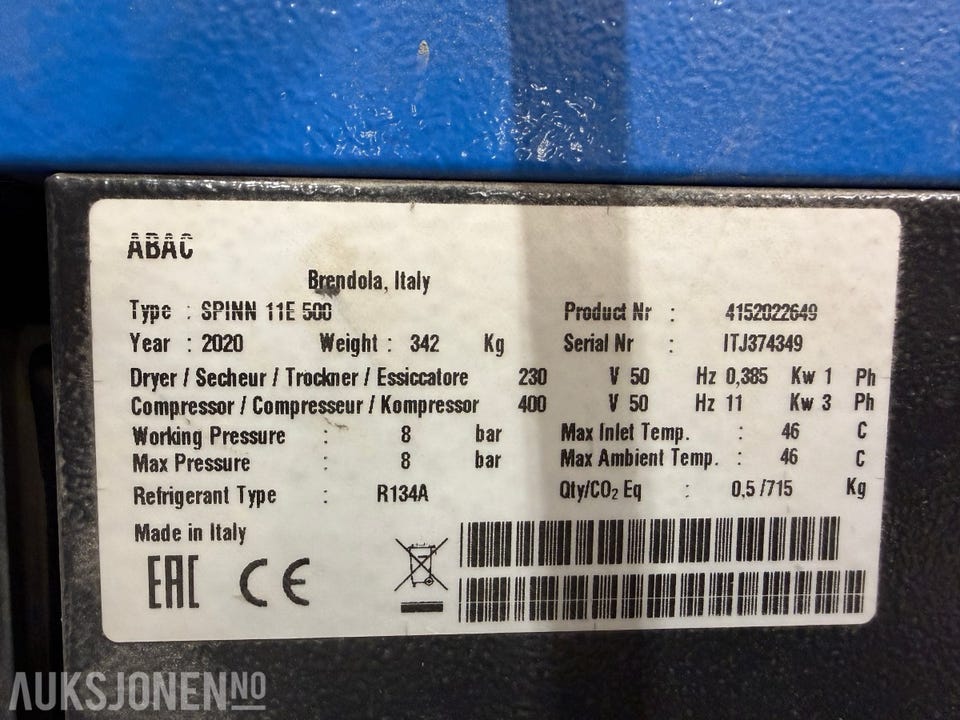 ABAC
Brendola, Italy
Type : SPINN 11E 500 Product Nr : 4152022649
Year : 2020 Weight : 342 Kg Serial Nr : ITJ374349
Dryer / Secheur / Trockner / Essiccatore 230 V 50 Hz 0,385 Kw 1 Ph
Compressor / Compresseur / Kompressor 400 V 50 Hz 11 Kw 3 Ph
Working Pressure : 8 bar Max Inlet Temp. : 46 C
Max Pressure : 8 bar Max Ambient Temp. : 46 C
Refrigerant Type : R134A Qty/CO₂ Eq : 0,5 /715 Kg
Made in Italy
EAC CE
AUKSJONEN.NO